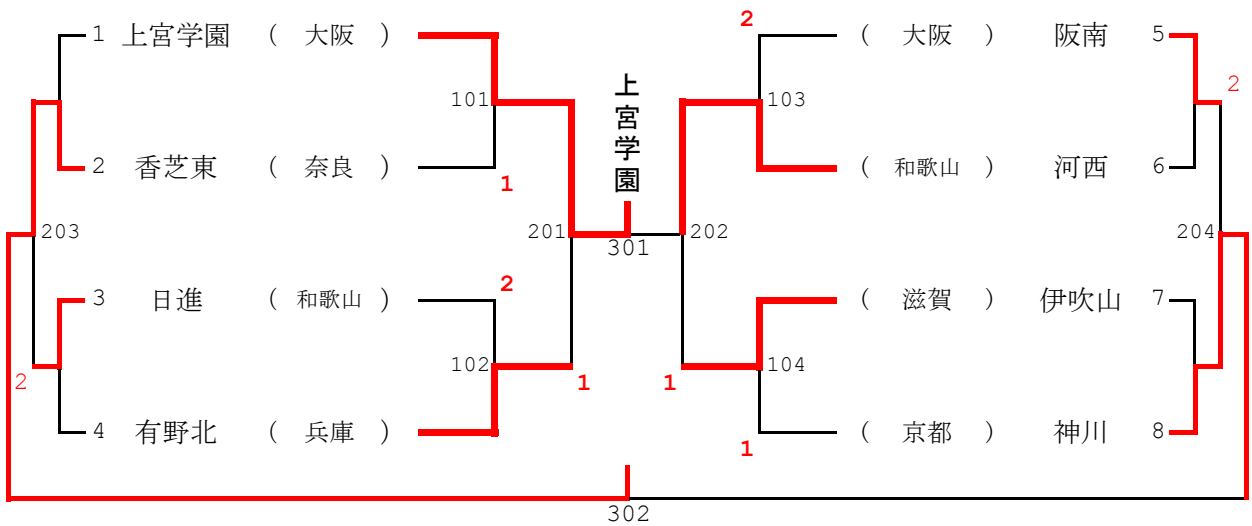 2
1 上宮学園 ( 大阪 )
( 大阪 ) 阪南 5
2
101
上宮学園
103
2 香芝東 ( 奈良 )
( 和歌山 ) 河西 6
1
203
201
301
202
204
2
3 日進 ( 和歌山 )
( 滋賀 ) 伊吹山 7
102
104
2
1
1
4 有野北 ( 兵庫 )
( 京都 ) 神川 8
1
302